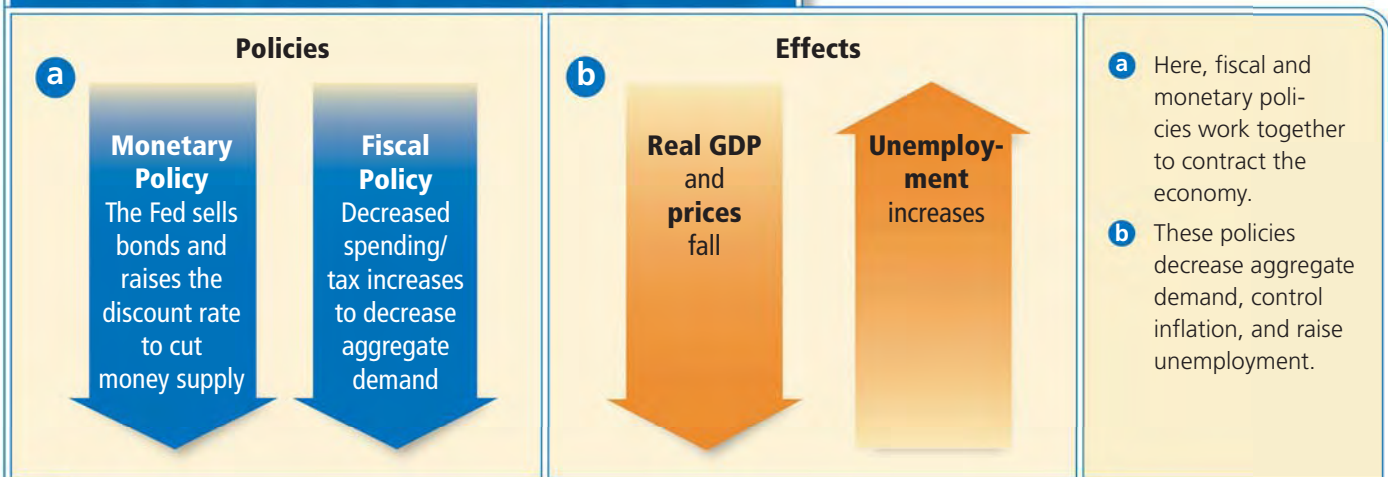 Policies
a
Monetary
Policy
The Fed sells
bonds and
raises the
discount rate
to cut
money supply
Fiscal
Policy
Decreased
spending/
tax increases
to decrease
aggregate
demand
Effects
b
Real GDP
and
prices
fall
Unemploy-
ment
increases
a Here, fiscal and
monetary poli-
cies work together
to contract the
economy.
b These policies
decrease aggregate
demand, control
inflation, and raise
unemployment.